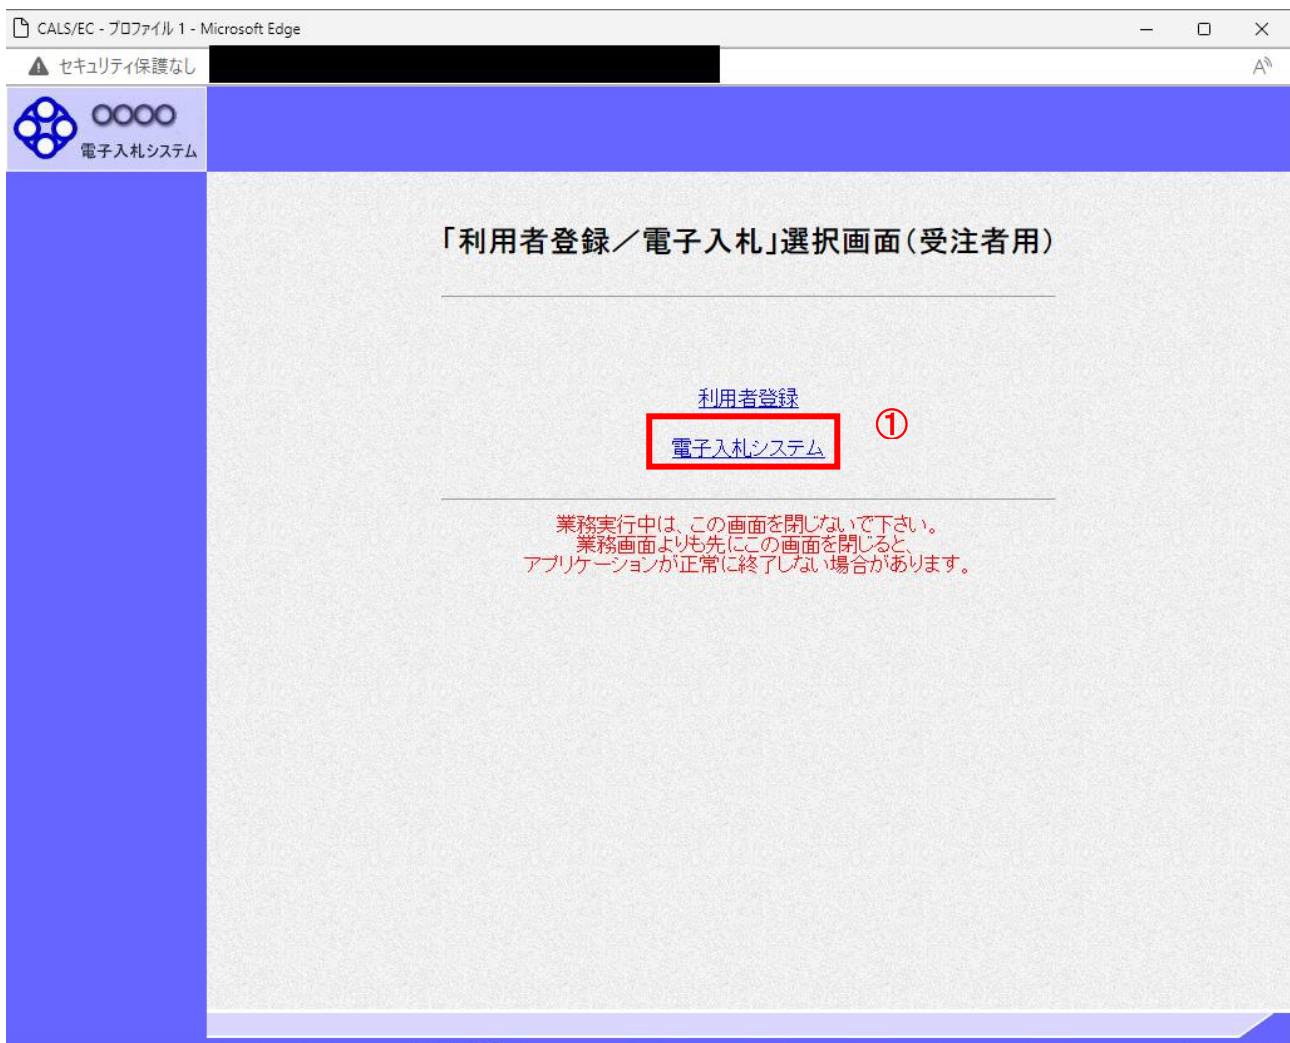 CALS/EC - プロファイル 1 - Microsoft Edge
セキュリティ保護なし
○○○○
電子入札システム
「利用者登録／電子入札」選択画面（受注者用）
利用者登録
①
電子入札システム
業務実行中は、この画面を閉じないで下さい。
業務画面よりも先にこの画面を閉じると、
アプリケーションが正常に終了しない場合があります。